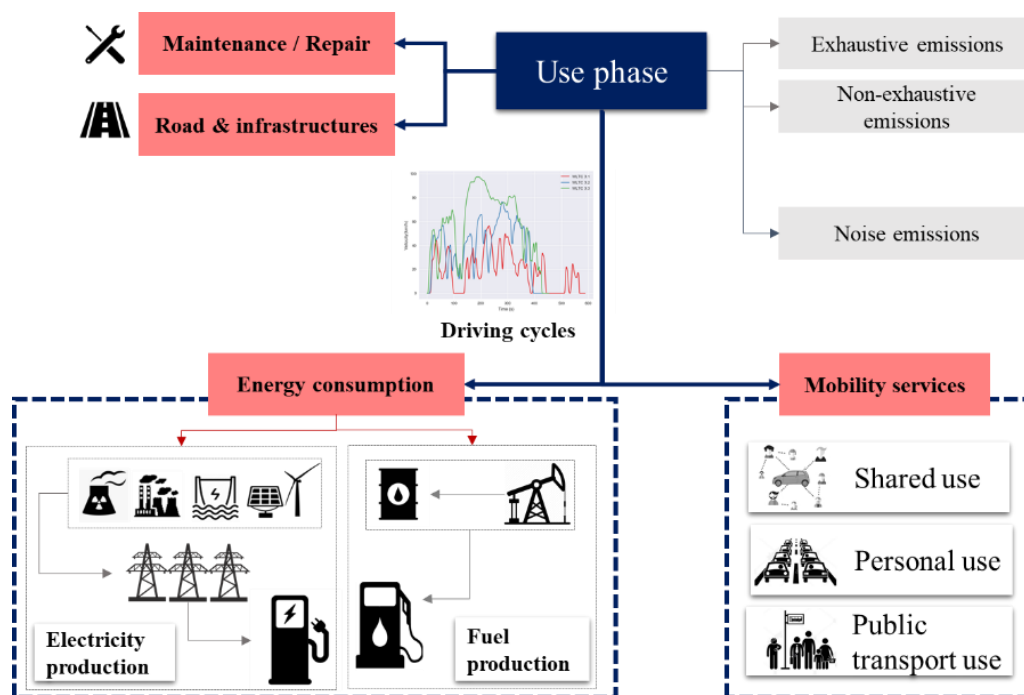 Maintenance / Repair
Use phase
Exhaustive emissions
Non-exhaustive
emissions
Road & infrastructures
Noise emissions
Time (s)
Driving cycles
Energy consumption
Mobility services
Shared use
Personal use
Electricity
production
Fuel
production
Public
transport use